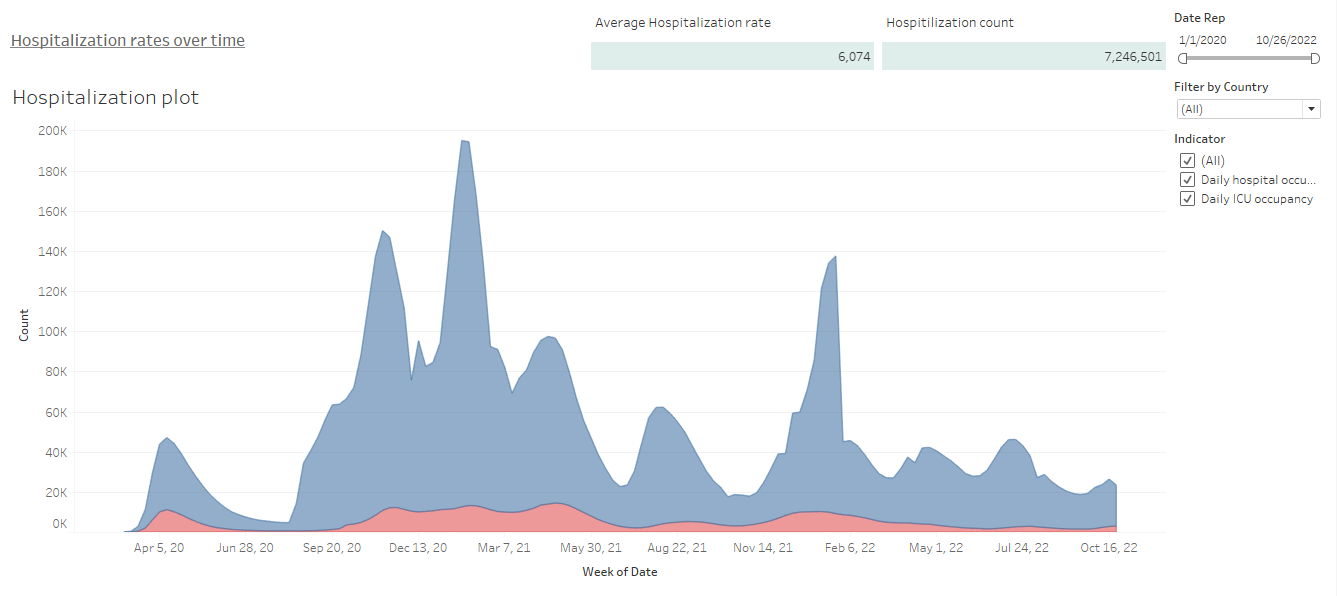 Hospitalization rates over time
Average Hospitalization rate
6,074
Hospitilization count
7,246,501
Date Rep
1/1/2020 10/26/2022
Filter by Country
(All)
Indicator
(All)
Daily hospital occu...
Daily ICU occupancy
Hospitalization plot
200K
180K
160K
140K
120K
100K
80K
60K
40K
20K
0K
Count
Apr 5, 20 Jun 28, 20 Sep 20, 20 Dec 13, 20 Mar 7, 21 May 30, 21 Aug 22, 21 Nov 14, 21 Feb 6, 22 May 1, 22 Jul 24, 22 Oct 16, 22
Week of Date